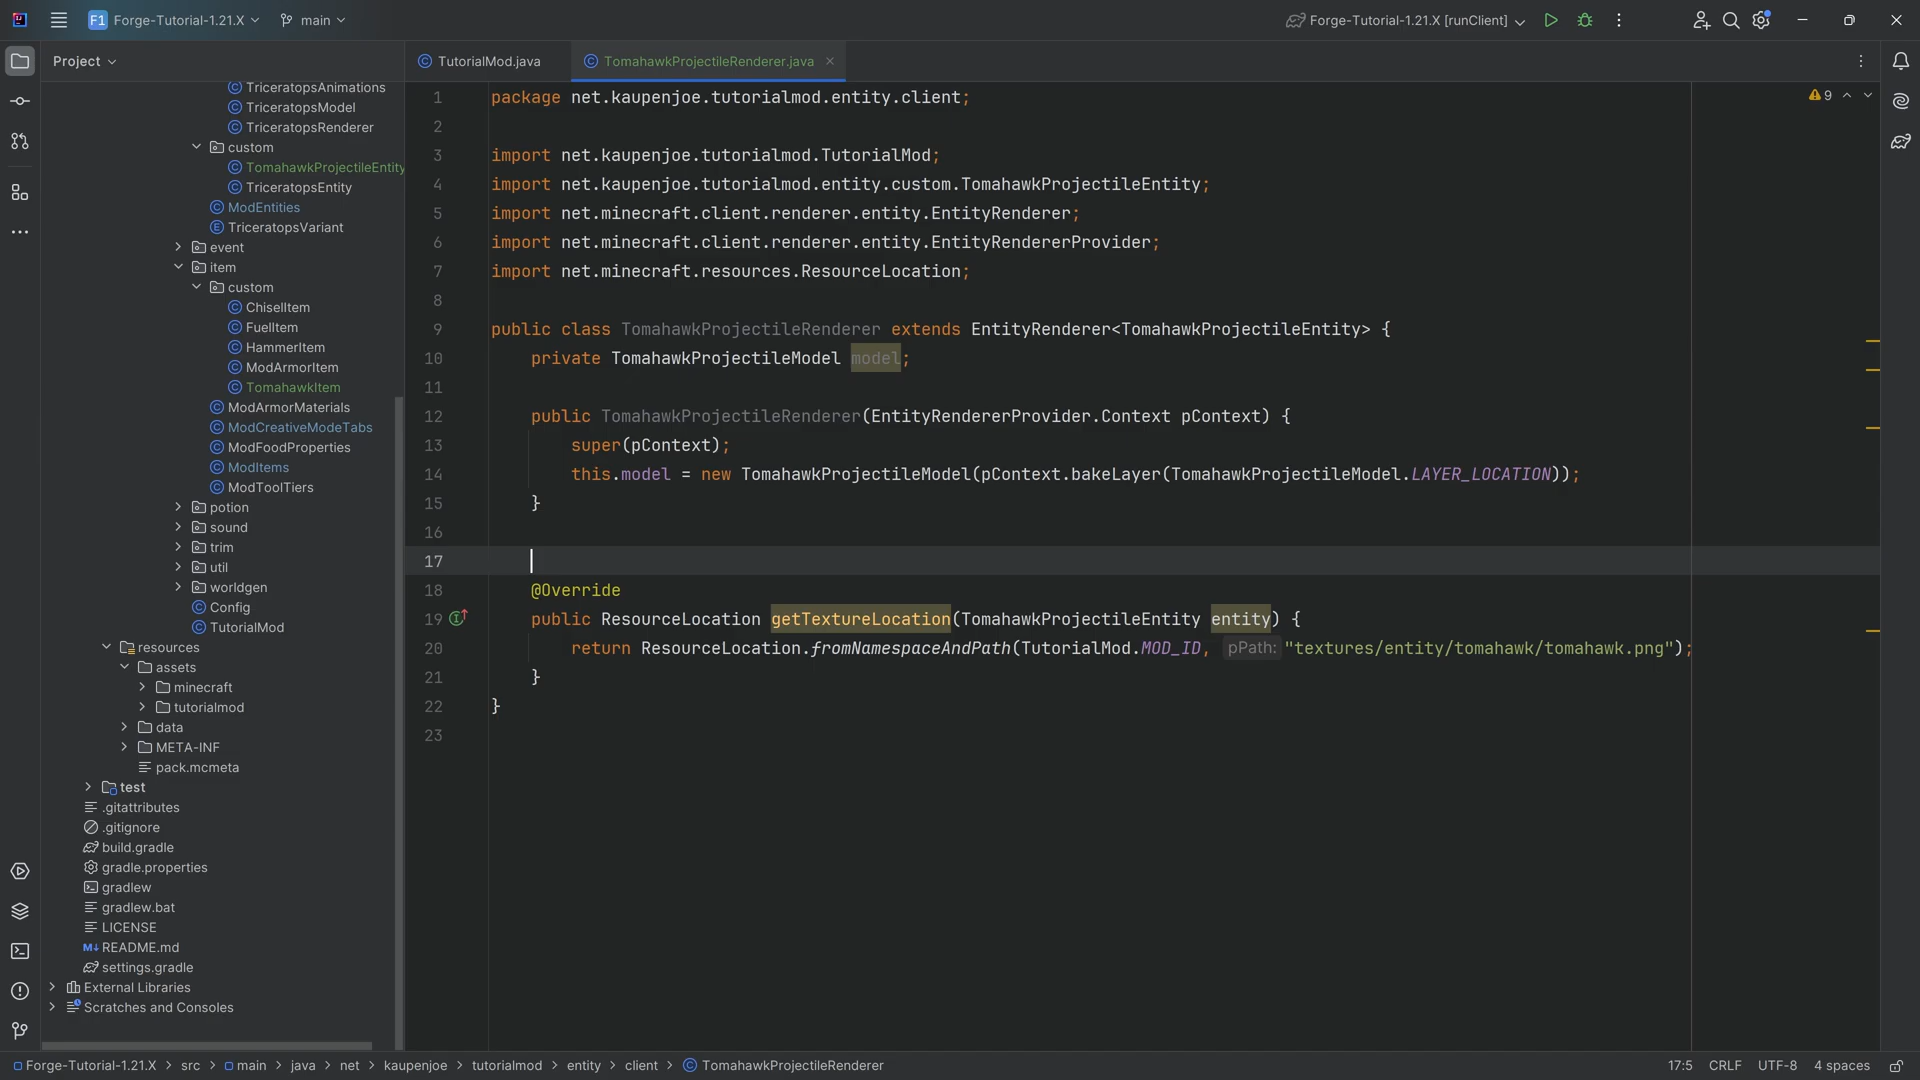 F1 Forge-Tutorial-1.21.X main
Forge-Tutorial-1.21.X [runClient]
Project
TutorialMod.java
TomahawkProjectileRenderer.java
TriceratopsAnimations
TriceratopsModel
TriceratopsRenderer
custom
TomahawkProjectileEntity
TriceratopsEntity
ModEntities
TriceratopsVariant
event
item
custom
ChiselItem
FuelItem
HammerItem
ModArmorItem
TomahawkItem
ModArmorMaterials
ModCreativeModeTabs
ModFoodProperties
ModItems
ModToolTiers
potion
sound
trim
util
worldgen
Config
TutorialMod
resources
assets
minecraft
tutorialmod
data
META-INF
pack.mcmeta
test
.gitattributes
.gitignore
build.gradle
gradle.properties
gradlew
gradlew.bat
LICENSE
M↓ README.md
settings.gradle
External Libraries
Scratches and Consoles
9
1 package net.kaupenjoe.tutorialmod.entity.client;
2
3 import net.kaupenjoe.tutorialmod.TutorialMod;
4 import net.kaupenjoe.tutorialmod.entity.custom.TomahawkProjectileEntity;
5 import net.minecraft.client.renderer.entity.EntityRenderer;
6 import net.minecraft.client.renderer.entity.EntityRendererProvider;
7 import net.minecraft.resources.ResourceLocation;
8
9 public class TomahawkProjectileRenderer extends EntityRenderer<TomahawkProjectileEntity> {
10 private TomahawkProjectileModel model;
11
12 public TomahawkProjectileRenderer(EntityRendererProvider.Context pContext) {
13 super(pContext);
14 this.model = new TomahawkProjectileModel(pContext.bakeLayer(TomahawkProjectileModel.LAYER_LOCATION));
15 }
16
17
18 @Override
19 public ResourceLocation getTextureLocation(TomahawkProjectileEntity entity) {
20 return ResourceLocation.fromNamespaceAndPath(TutorialMod.MOD_ID, pPath: "textures/entity/tomahawk/tomahawk.png");
21 }
22 }
23
Forge-Tutorial-1.21.X > src > main > java > net > kaupenjoe > tutorialmod > entity > client > TomahawkProjectileRenderer
17:5 CRLF UTF-8 4 spaces